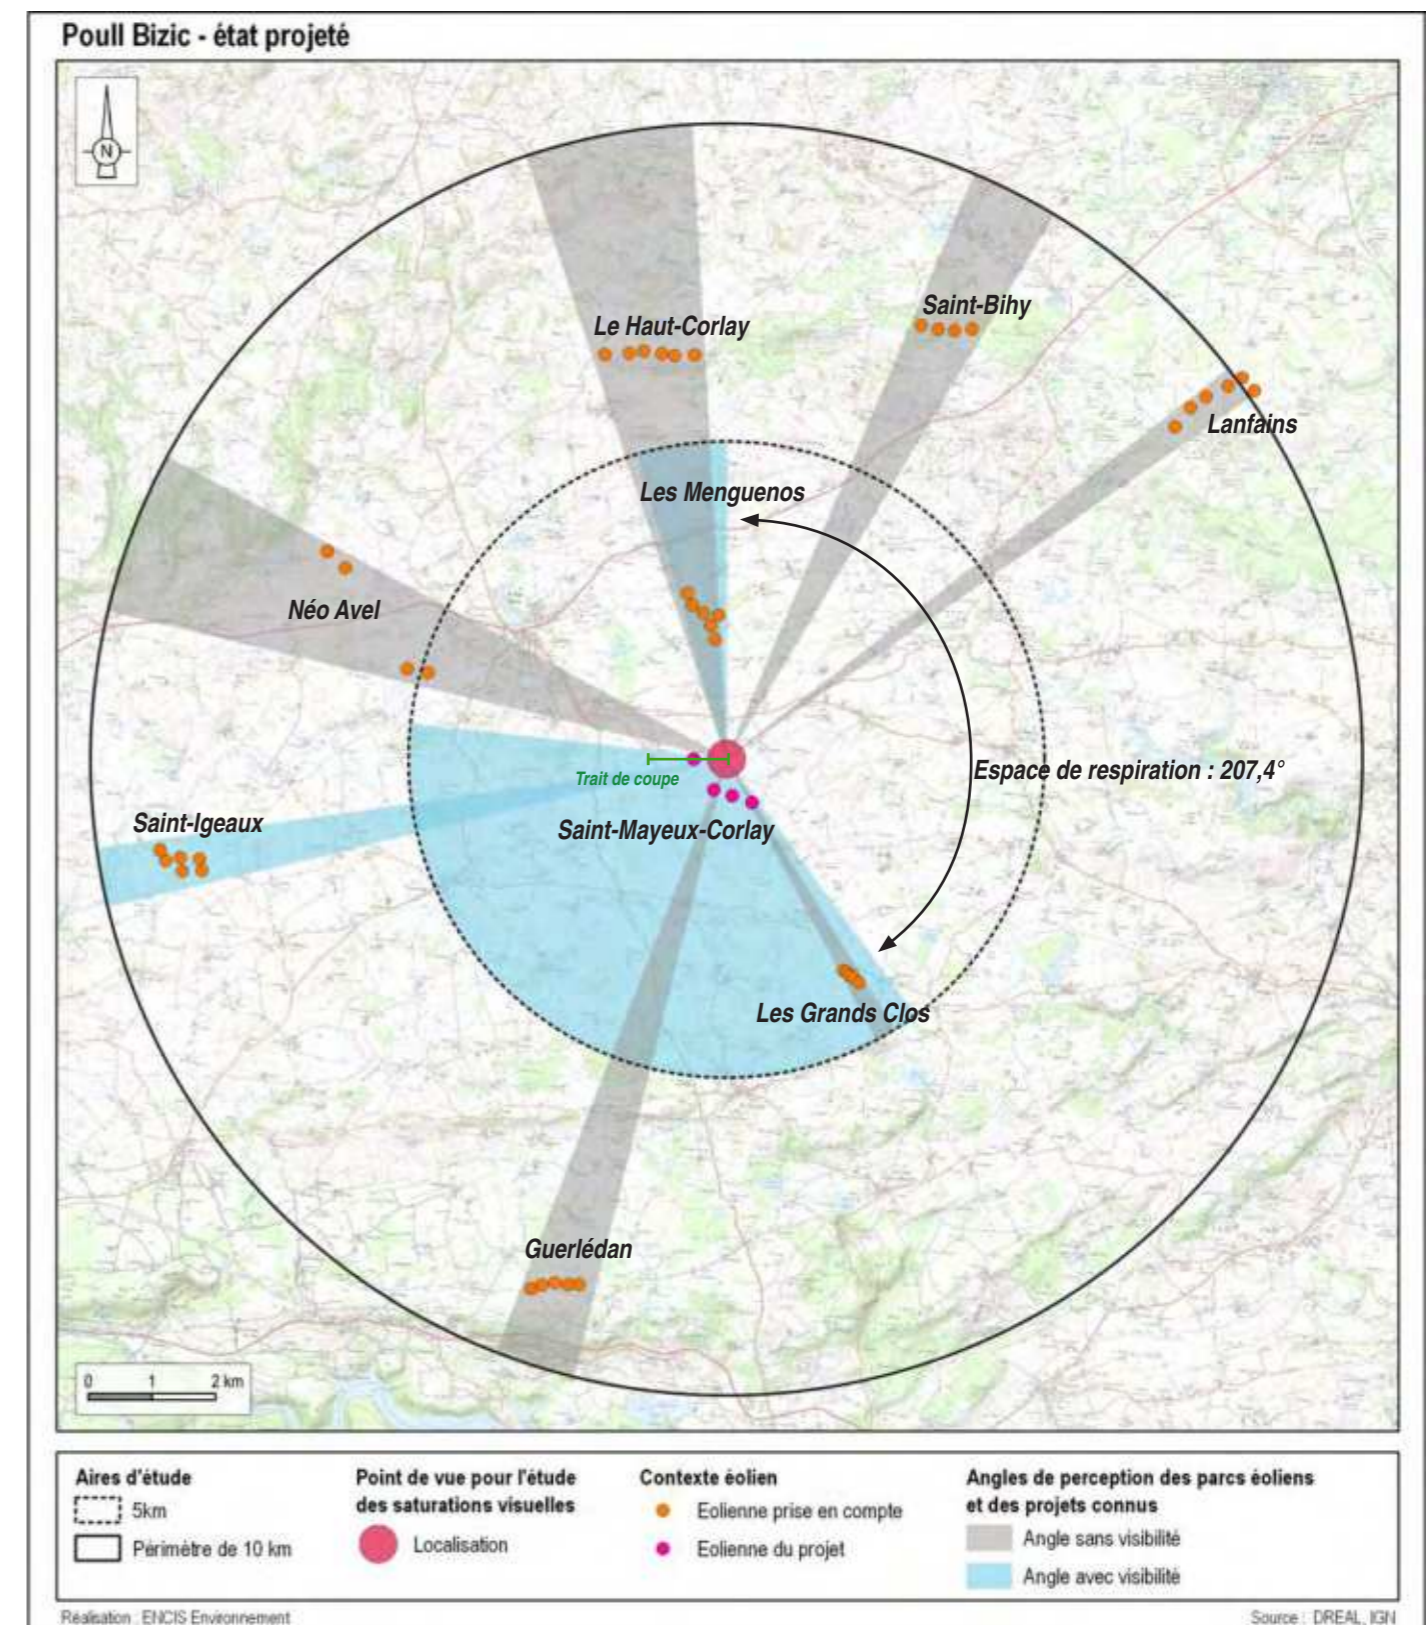 Poull Bizic - état projeté
N
Saint-Bihy
Le Haut-Corlay
Lanfains
Les Menguenos
Néo Avel
Espace de respiration : 207,4°
Trait de coupe
Saint-Igeaux
Saint-Mayeux-Corlay
Les Grands Clos
Guerlédan
0 1 2 km
Aires d'étude
5km
Périmètre de 10 km
Point de vue pour l'étude
des saturations visuelles
Localisation
Contexte éolien
Eolienne prise en compte
Eolienne du projet
Angles de perception des parcs éoliens
et des projets connus
Angle sans visibilité
Angle avec visibilité
Réalisation : ENCIS Environnement
Source : DREAL, IGN